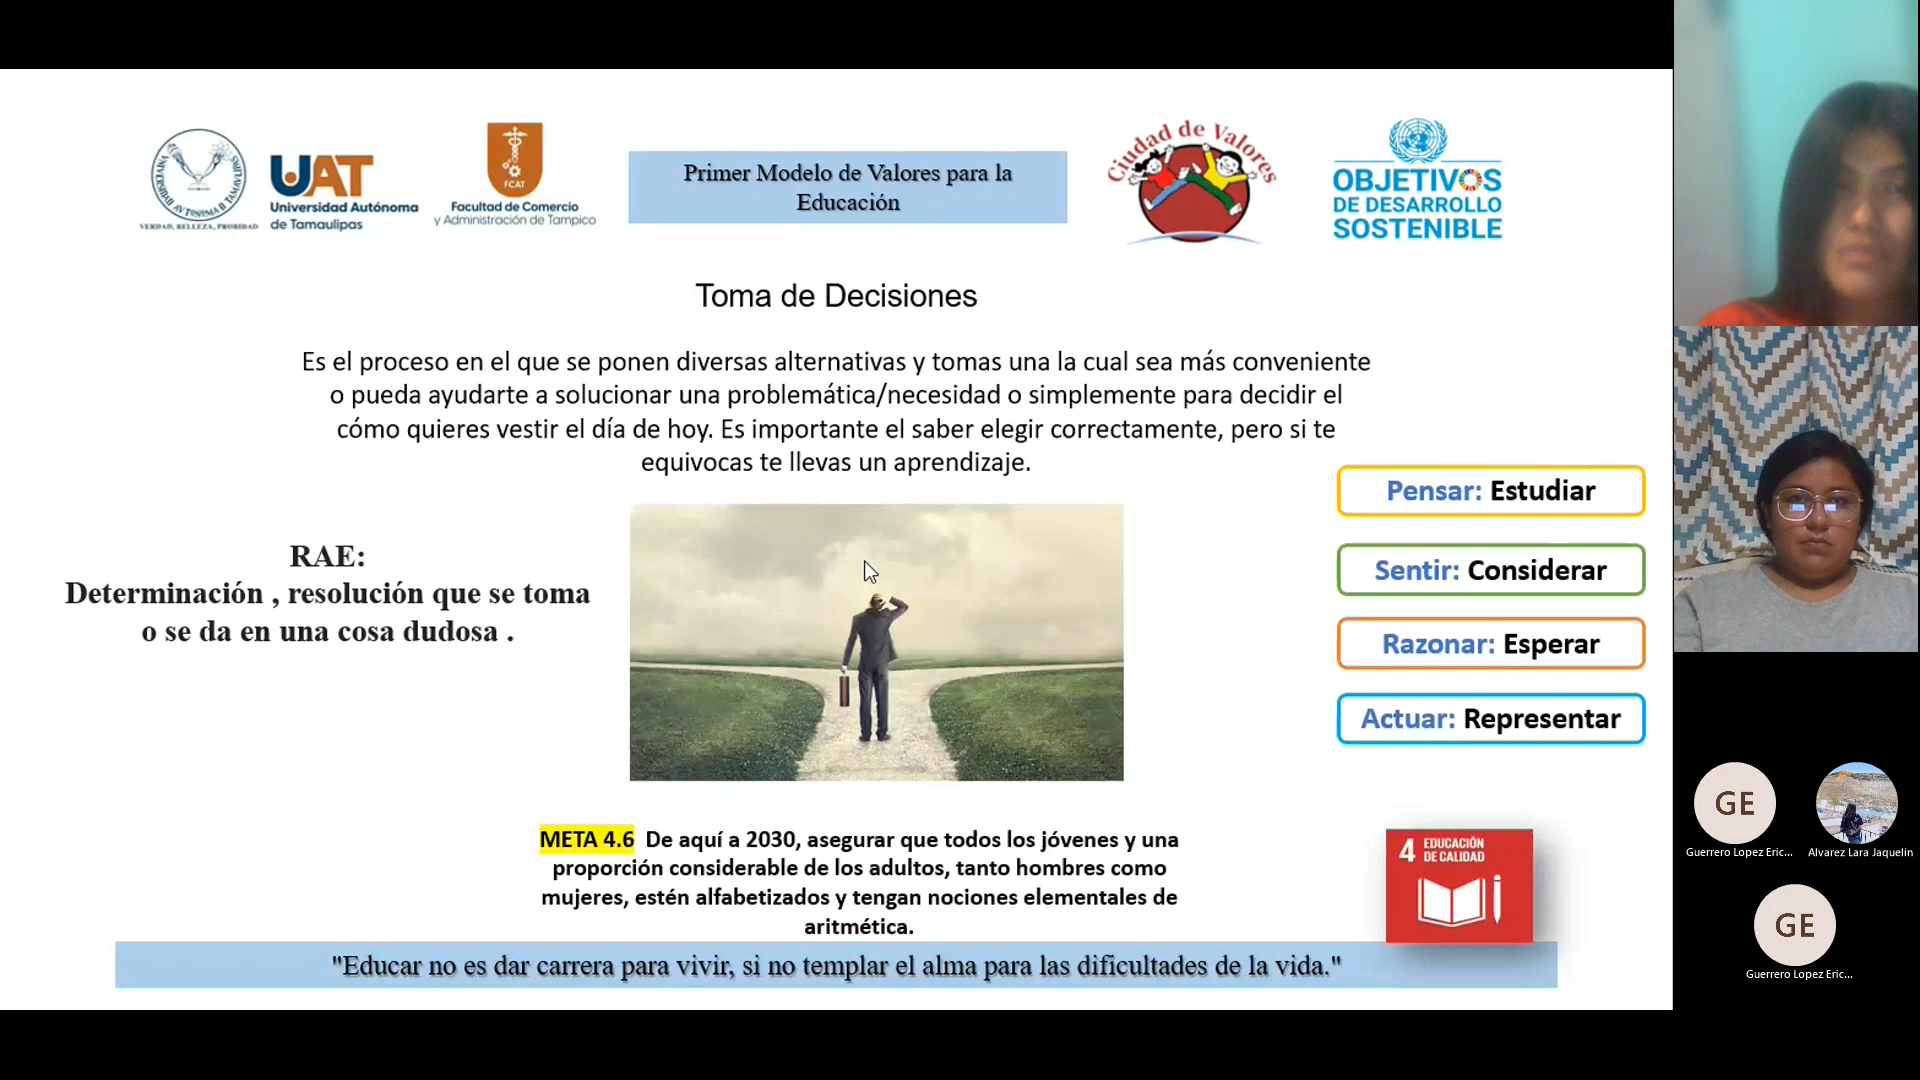 UNIVERSIDAD AUTÓNOMA DE TAMAULIPAS
VERDAD, BELLEZA, PROBIDAD
UAT
Universidad Autónoma
de Tamaulipas
FCAT
Facultad de Comercio
y Administración de Tampico
Primer Modelo de Valores para la
Educación
Ciudad de Valores
OBJETIVOS
DE DESARROLLO
SOSTENIBLE
Toma de Decisiones
Es el proceso en el que se ponen diversas alternativas y tomas una la cual sea más conveniente
o pueda ayudarte a solucionar una problemática/necesidad o simplemente para decidir el
cómo quieres vestir el día de hoy. Es importante el saber elegir correctamente, pero si te
equivocas te llevas un aprendizaje.
RAE:
Determinación , resolución que se toma
o se da en una cosa dudosa .
Pensar: Estudiar
Sentir: Considerar
Razonar: Esperar
Actuar: Representar
META 4.6 De aquí a 2030, asegurar que todos los jóvenes y una
proporción considerable de los adultos, tanto hombres como
mujeres, estén alfabetizados y tengan nociones elementales de
aritmética.
4 EDUCACIÓN
DE CALIDAD
"Educar no es dar carrera para vivir, si no templar el alma para las dificultades de la vida."
GE
Guerrero Lopez Eric...
Alvarez Lara Jaquelin
GE
Guerrero Lopez Eric...